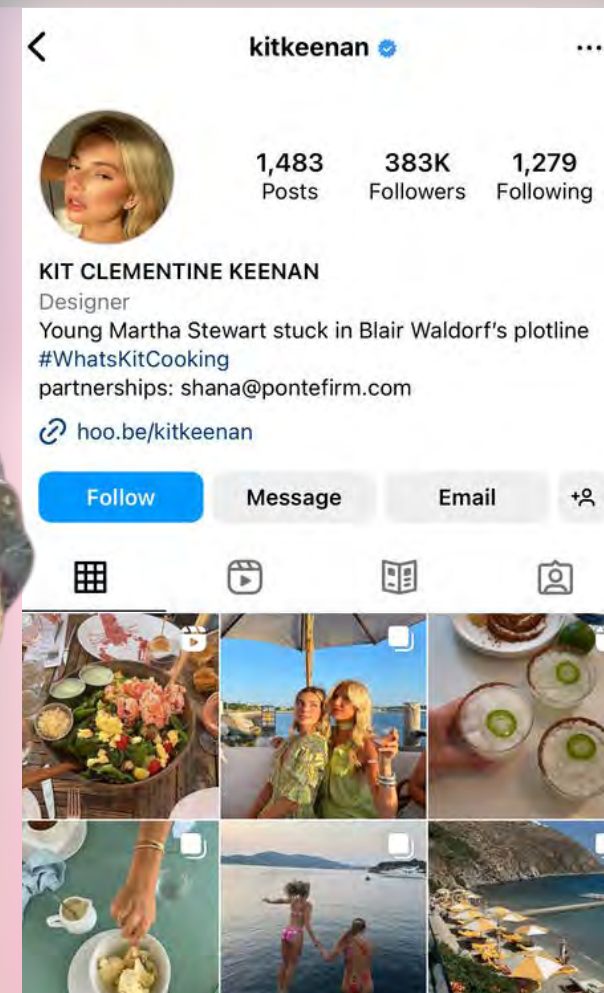 kitkeenan
1,483 383K 1,279
Posts Followers Following
KIT CLEMENTINE KEENAN
Designer
Young Martha Stewart stuck in Blair Waldorf's plotline
#WhatsKitCooking
partnerships: shana@pontefirm.com
hoo.be/kitkeenan
Follow Message Email